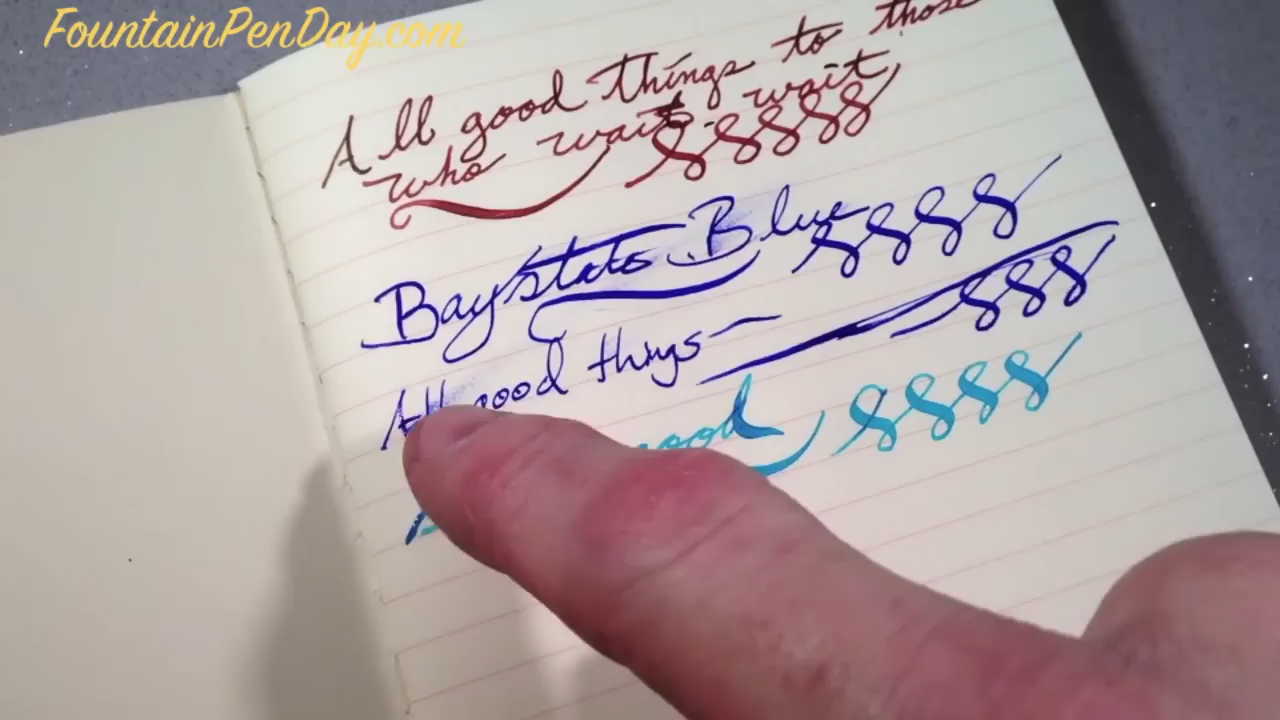 FountainPenDay.com
All good things to those
who wait. wait 8888
Baystate Blue 8888
All good things 888
good 8888